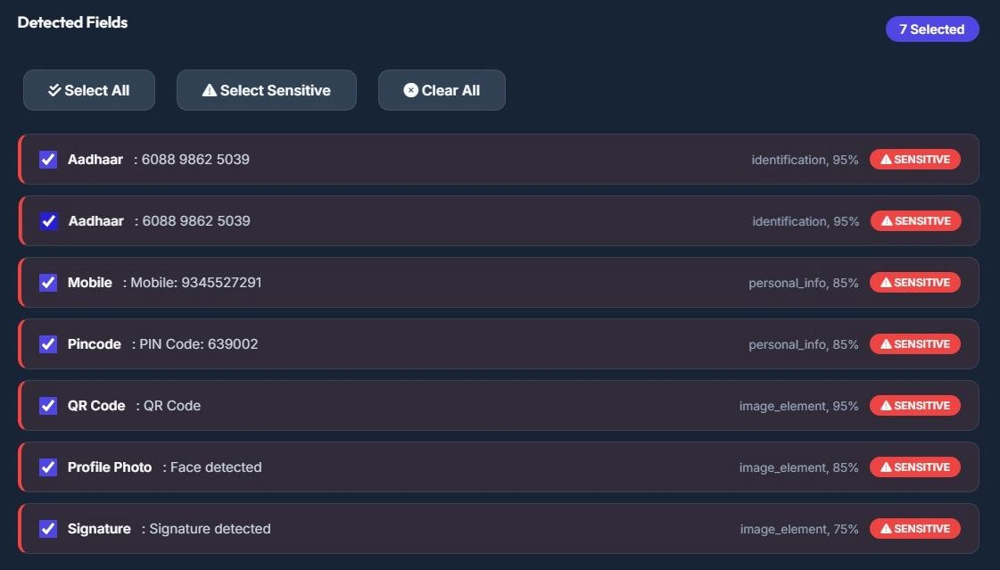 Detected Fields
7 Selected
Select All Select Sensitive Clear All
Aadhaar : 6088 9862 5039 identification, 95% SENSITIVE
Aadhaar : 6088 9862 5039 identification, 95% SENSITIVE
Mobile : Mobile: 9345527291 personal_info, 85% SENSITIVE
Pincode : PIN Code: 639002 personal_info, 85% SENSITIVE
QR Code : QR Code image_element, 95% SENSITIVE
Profile Photo : Face detected image_element, 85% SENSITIVE
Signature : Signature detected image_element, 75% SENSITIVE